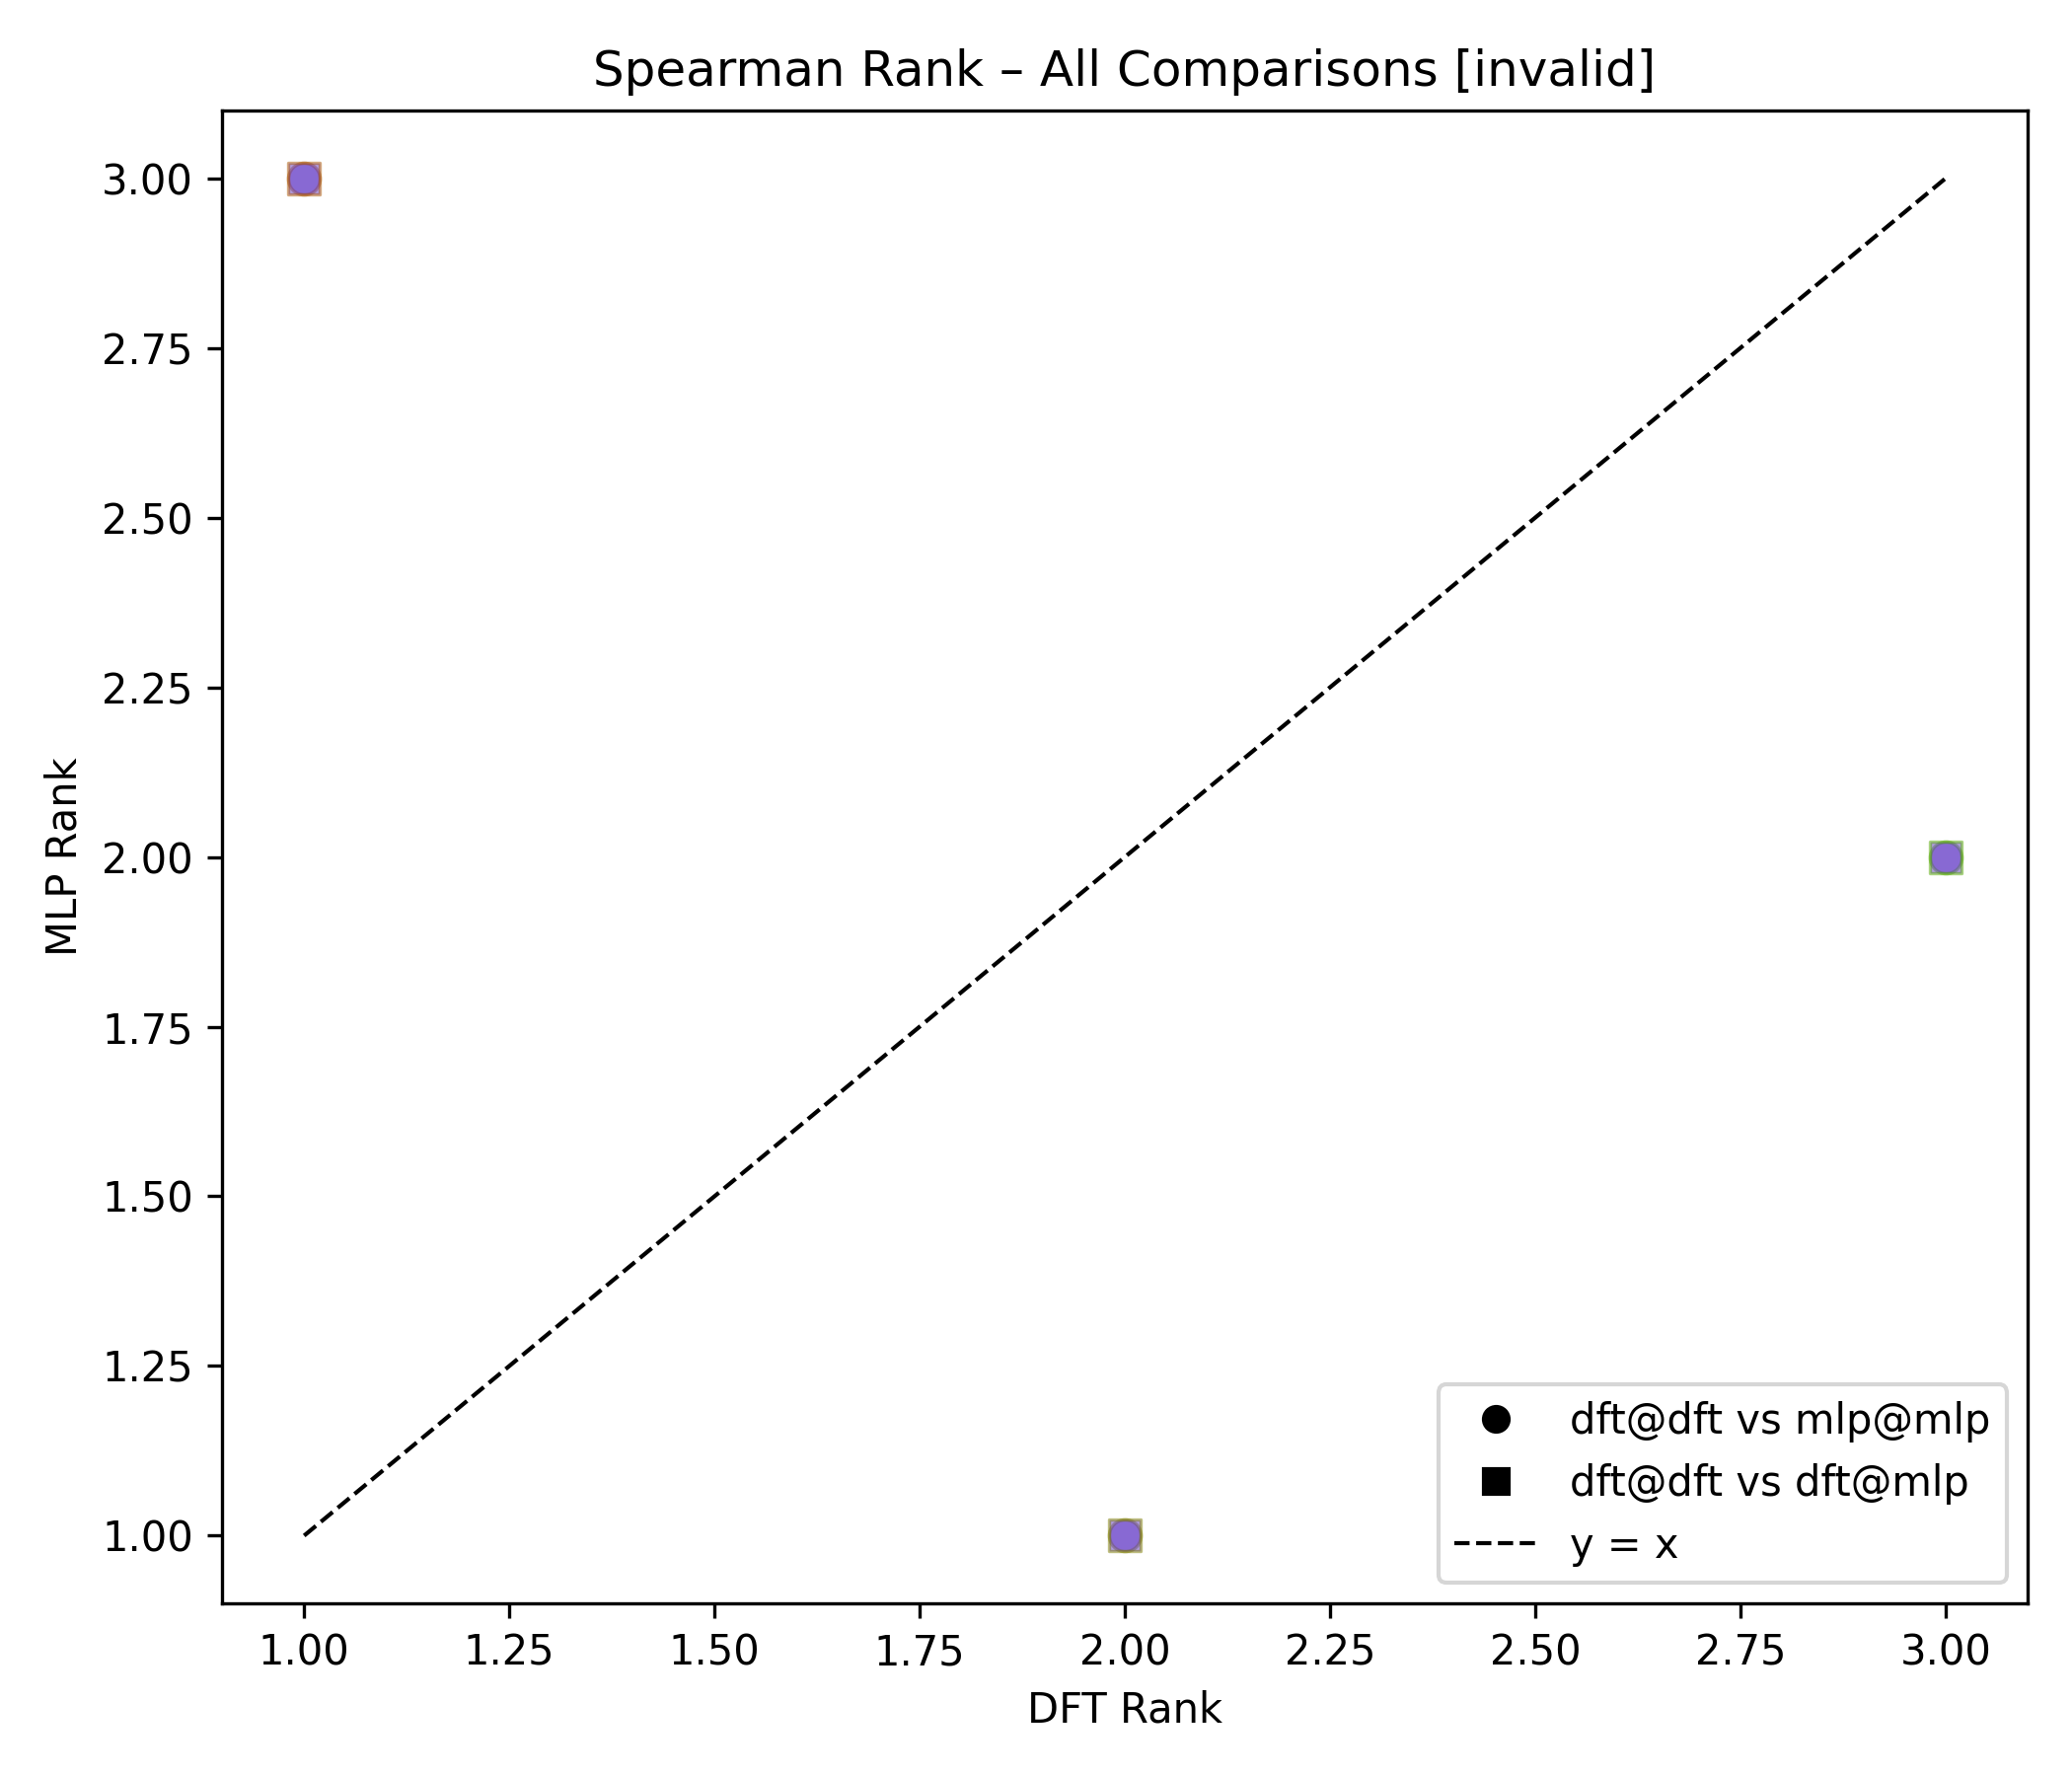 Spearman Rank – All Comparisons [invalid]
3.00
2.75
2.50
2.25
2.00
1.75
1.50
1.25
1.00
MLP Rank
dft@dft vs mlp@mlp
dft@dft vs dft@mlp
y = x
1.00 1.25 1.50 1.75 2.00 2.25 2.50 2.75 3.00
DFT Rank